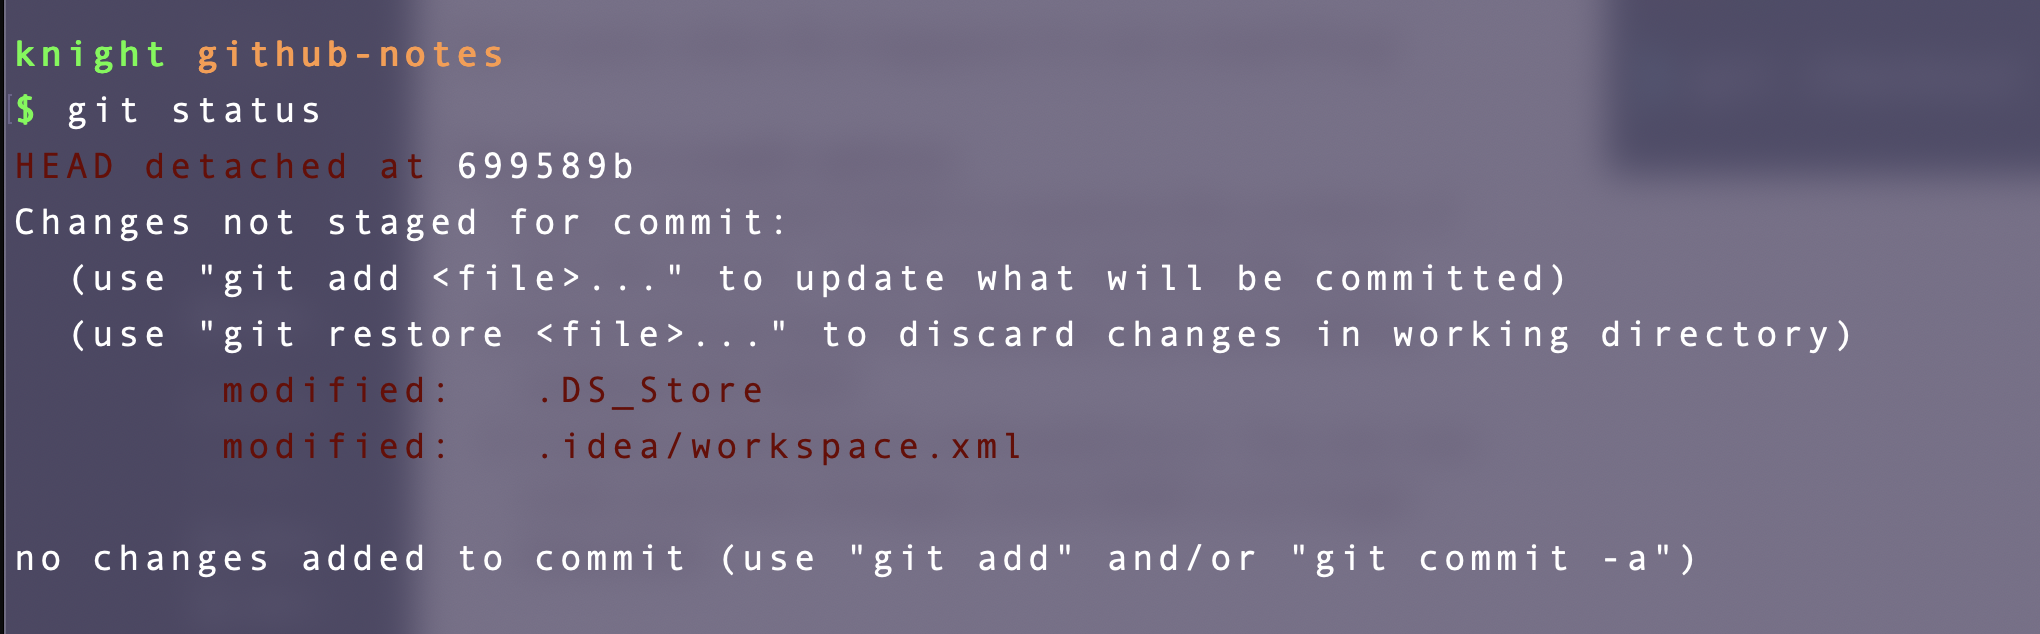 knight github-notes
$ git status
HEAD detached at 699589b
Changes not staged for commit:
  (use "git add <file>..." to update what will be committed)
  (use "git restore <file>..." to discard changes in working directory)
        modified:   .DS_Store
        modified:   .idea/workspace.xml

no changes added to commit (use "git add" and/or "git commit -a")